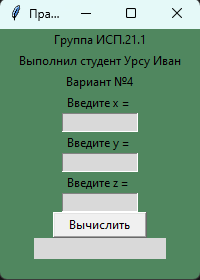 Пра...
Группа ИСП.21.1
Выполнил студент Урсу Иван
Вариант №4
Введите x =
Введите y =
Введите z =
Вычислить